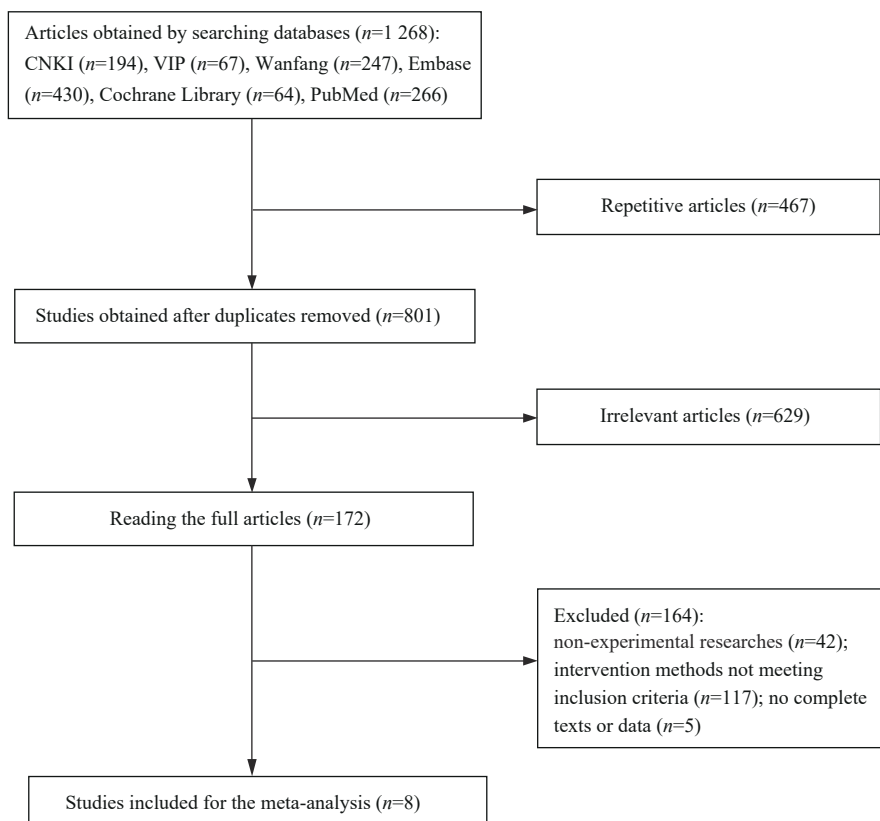 Articles obtained by searching databases (n=1 268):
CNKI (n=194), VIP (n=67), Wanfang (n=247), Embase
(n=430), Cochrane Library (n=64), PubMed (n=266)
Repetitive articles (n=467)
Studies obtained after duplicates removed (n=801)
Irrelevant articles (n=629)
Reading the full articles (n=172)
Excluded (n=164):
non-experimental researches (n=42);
intervention methods not meeting
inclusion criteria (n=117); no complete
texts or data (n=5)
Studies included for the meta-analysis (n=8)